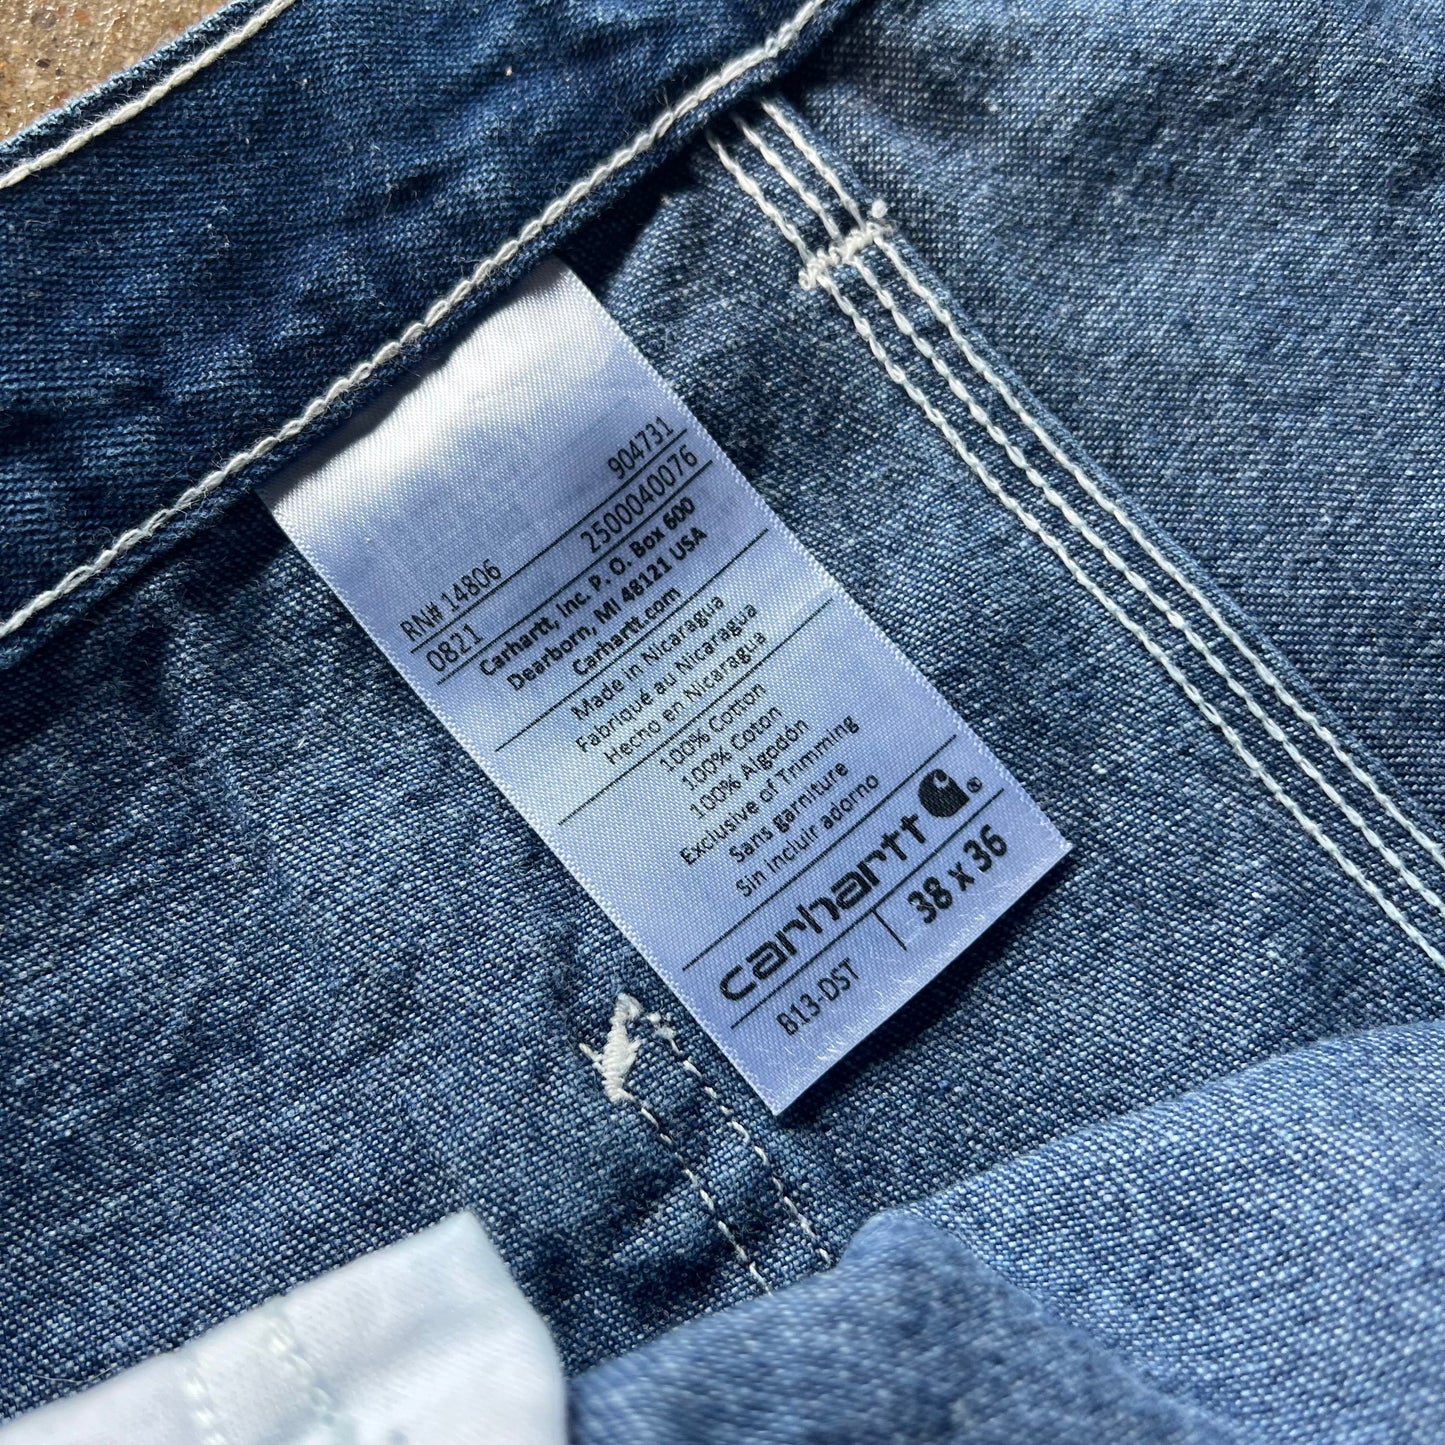 904731
RN# 14806 2500040076
0821
Carhartt, Inc. P. O. Box 600
Dearborn, MI 48121 USA
Carhartt.com
Made in Nicaragua
Fabriqué au Nicaragua
Hecho en Nicaragua
100% Cotton
100% Coton
100% Algodón
Exclusive of Trimming
Sans garniture
Sin incluir adorno
carhartt ®
B13-DST 38 x 36